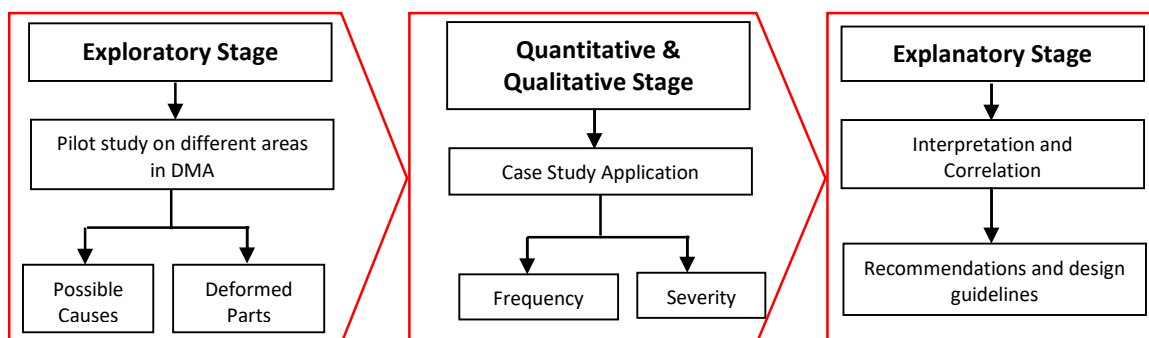 Exploratory Stage
Pilot study on different areas
in DMA
Possible
Causes
Deformed
Parts
Quantitative &
Qualitative Stage
Case Study Application
Frequency
Severity
Explanatory Stage
Interpretation and
Correlation
Recommendations and design
guidelines